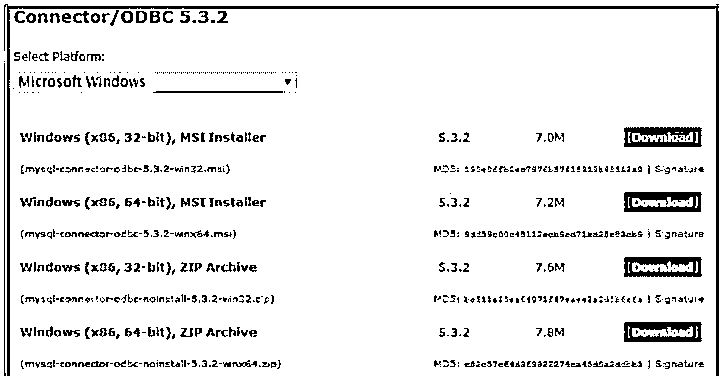 Connector/ODBC 5.3.2
Select Platform:
Microsoft Windows
Windows (x86, 32-bit), MSI Installer 5.3.2 7.0M Download
(mysql-connector-odbc-5.3.2-win32.msi) MD5: | Signature
Windows (x86, 64-bit), MSI Installer 5.3.2 7.2M Download
(mysql-connector-odbc-5.3.2-winx64.msi) MD5: | Signature
Windows (x86, 32-bit), ZIP Archive 5.3.2 7.6M Download
(mysql-connector-odbc-noinstall-5.3.2-win32.zip) MD5: | Signature
Windows (x86, 64-bit), ZIP Archive 5.3.2 7.8M Download
(mysql-connector-odbc-noinstall-5.3.2-winx64.zip) MD5: | Signature